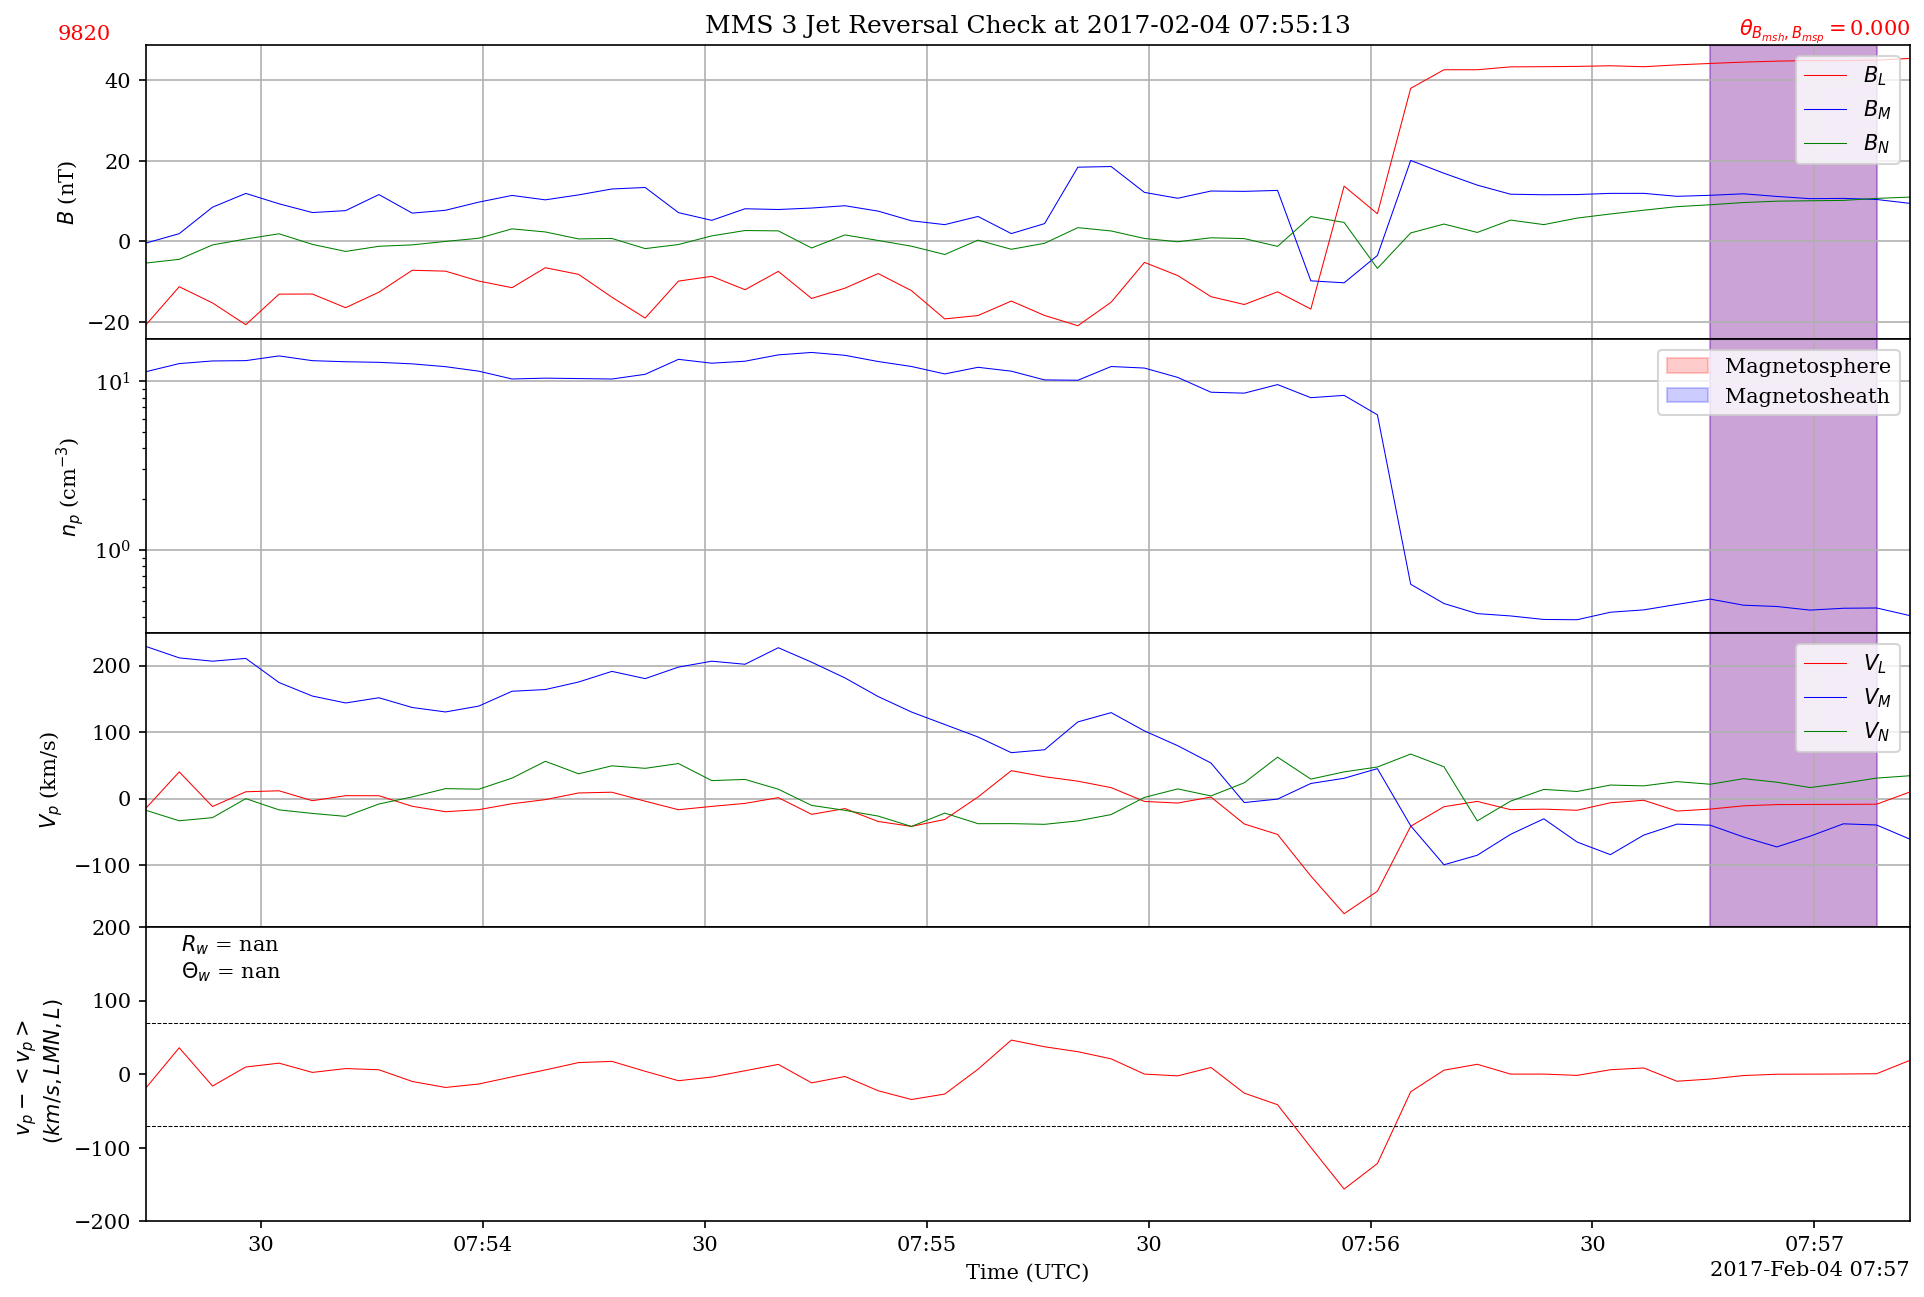 9820
MMS 3 Jet Reversal Check at 2017-02-04 07:55:13
θ_{B_{msh}, B_{msp}} = 0.000
B (nT)
40
20
0
−20
B_L
B_M
B_N
n_p (cm^{−3})
10^1
10^0
Magnetosphere
Magnetosheath
V_p (km/s)
200
100
0
−100
V_L
V_M
V_N
v_p − < v_p >
(km/s, LMN, L)
200
100
0
−100
−200
R_w = nan
Θ_w = nan
30
07:54
30
07:55
30
07:56
30
07:57
Time (UTC)
2017-Feb-04 07:57